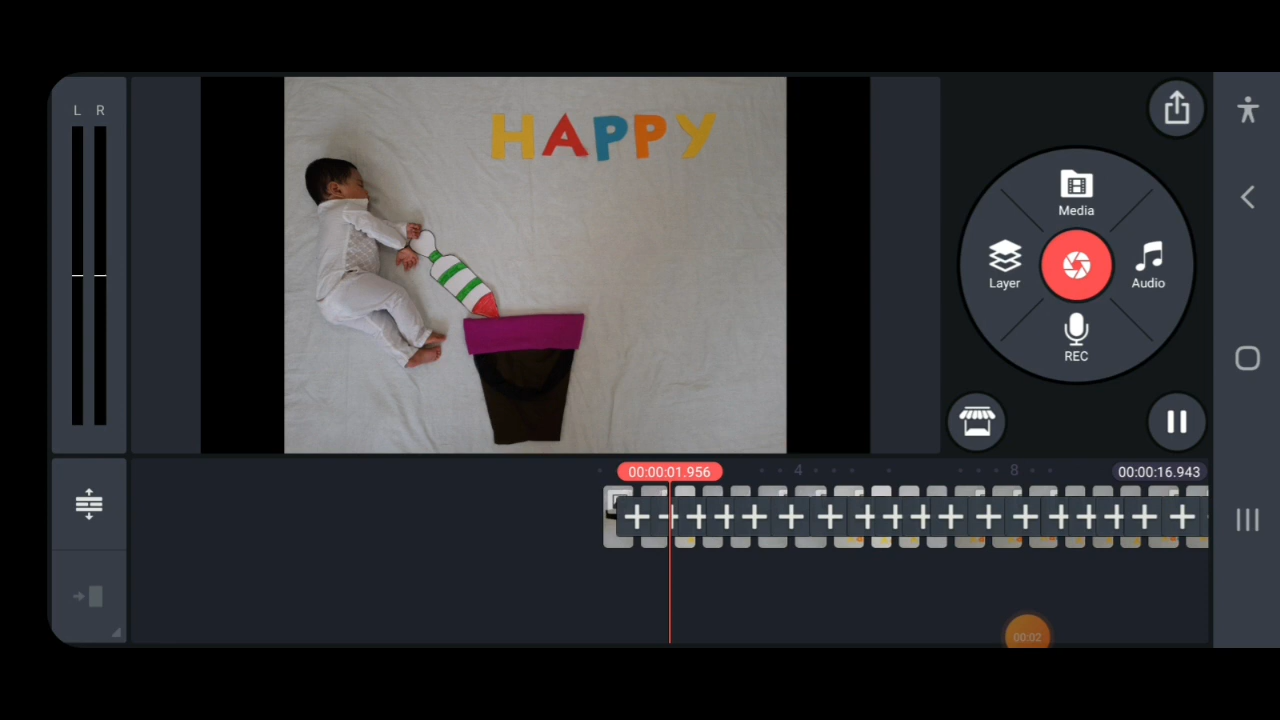 L R
HAPPY
Media
Layer
Audio
REC
00:00:01.956
4
8
00:00:16.943
00:02